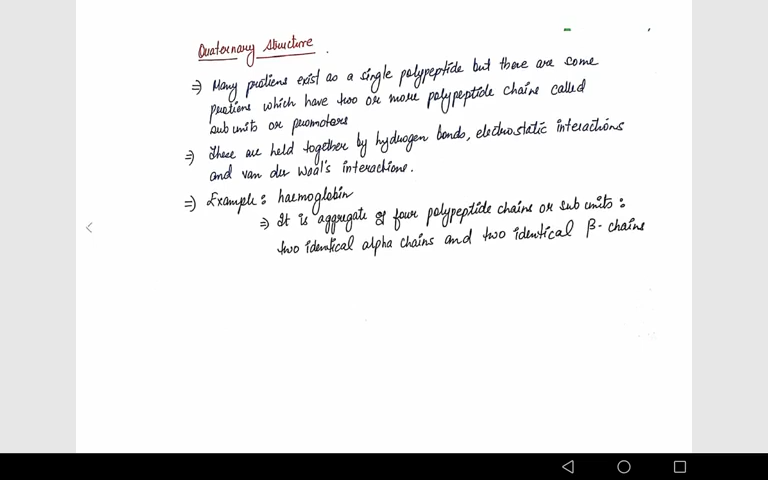 Quaternary Structure.
⇒ Many protiens exist as a single polypeptide but there are some
protiens which have two or more polypeptide chains called
sub units or promoters
⇒ These are held together by hydrogen bonds, electrostatic interactions
and van der Waal's interactions.
⇒ Example: haemoglobin
⇒ It is aggregate of four polypeptide chains or sub units:
two identical alpha chains and two identical β-chains